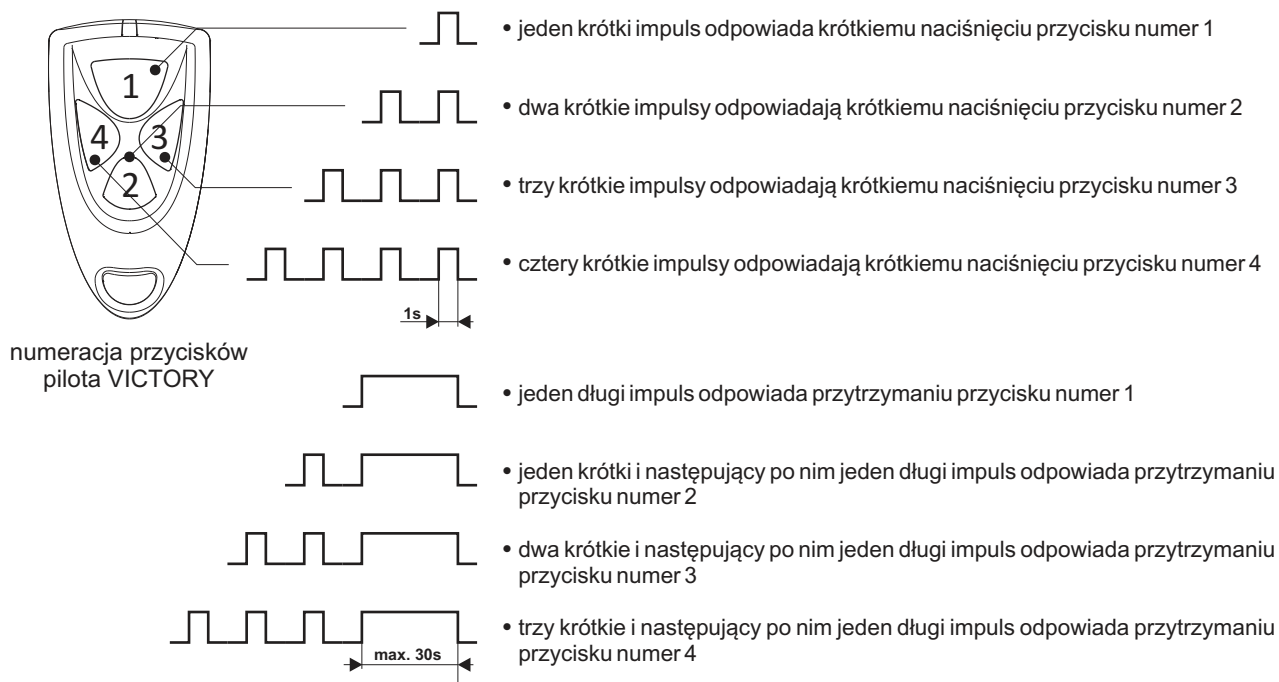 1
4
3
2
numeracja przycisków
pilota VICTORY
• jeden krótki impuls odpowiada krótkiemu naciśnięciu przycisku numer 1
• dwa krótkie impulsy odpowiadają krótkiemu naciśnięciu przycisku numer 2
• trzy krótkie impulsy odpowiadają krótkiemu naciśnięciu przycisku numer 3
• cztery krótkie impulsy odpowiadają krótkiemu naciśnięciu przycisku numer 4
1s
• jeden długi impuls odpowiada przytrzymaniu przycisku numer 1
• jeden krótki i następujący po nim jeden długi impuls odpowiada przytrzymaniu
przycisku numer 2
• dwa krótkie i następujący po nim jeden długi impuls odpowiada przytrzymaniu
przycisku numer 3
• trzy krótkie i następujący po nim jeden długi impuls odpowiada przytrzymaniu
przycisku numer 4
max. 30s